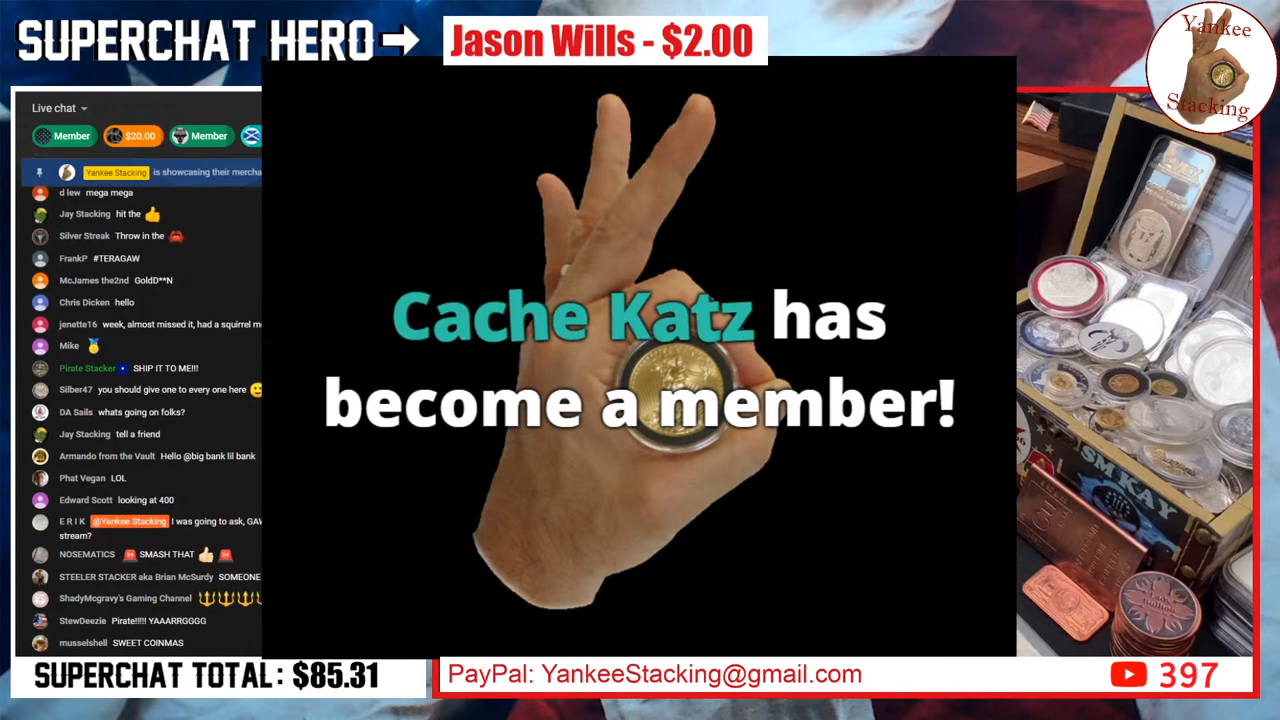 SUPERCHAT HERO
Jason Wills - $2.00
Yankee
Stacking
Live chat
Member
$20.00
Member
Yankee Stacking is showcasing their mercha
d lew mega mega
Jay Stacking hit the 👍
Silver Streak Throw in the 🦀
FrankP #TERAGAW
McJames the2nd GoldD**N
Chris Dicken hello
jenette16 week, almost missed it, had a squirrel m
Mike 🥇
Pirate Stacker SHIP IT TO ME!!!
Silber47 you should give one to every one here 🙂
DA Sails whats going on folks?
Jay Stacking tell a friend
Armando from the Vault Hello @big bank lil bank
Phat Vegan LOL
Edward Scott looking at 400
E R I K @Yankee Stacking I was going to ask, GAW
stream?
NOSEMATICS 🚨 SMASH THAT 👍🏻 🚨
STEELER STACKER aka Brian McSurdy SOMEONE
ShadyMcgravy's Gaming Channel 🔱🔱🔱🔱
StewDeezie Pirate!!!!! YAAARRGGGG
musselshell SWEET COINMAS
Cache Katz has
become a member!
SM KAY
SUPERCHAT TOTAL: $85.31
PayPal: YankeeStacking@gmail.com
397